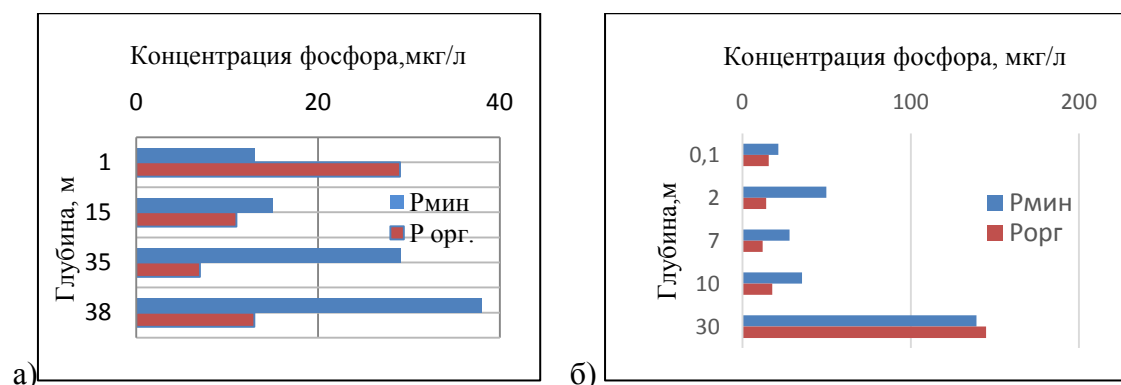 Концентрация фосфора,мкг/л
0 20 40
1
15
35
38
Глубина, м
Рмин
Р орг.
а)
Концентрация фосфора, мкг/л
0 100 200
0,1
2
7
10
30
Глубина,м
Рмин
Рорг
б)